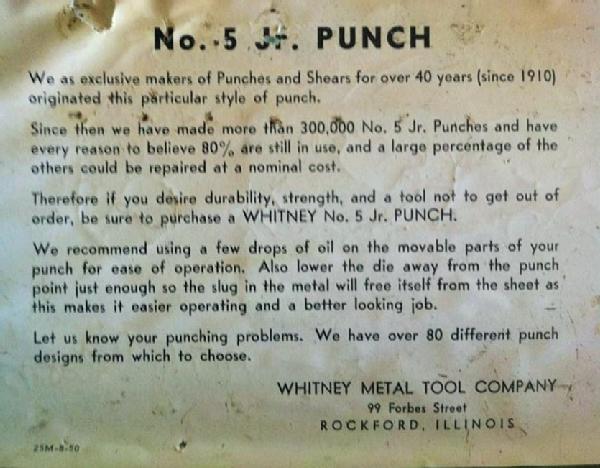 No. 5 Jr. PUNCH
We as exclusive makers of Punches and Shears for over 40 years (since 1910)
originated this particular style of punch.
Since then we have made more than 300,000 No. 5 Jr. Punches and have
every reason to believe 80% are still in use, and a large percentage of the
others could be repaired at a nominal cost.
Therefore if you desire durability, strength, and a tool not to get out of
order, be sure to purchase a WHITNEY No. 5 Jr. PUNCH.
We recommend using a few drops of oil on the movable parts of your
punch for ease of operation. Also lower the die away from the punch
point just enough so the slug in the metal will free itself from the sheet as
this makes it easier operating and a better looking job.
Let us know your punching problems. We have over 80 different punch
designs from which to choose.
WHITNEY METAL TOOL COMPANY
99 Forbes Street
ROCKFORD, ILLINOIS
25M-8-50